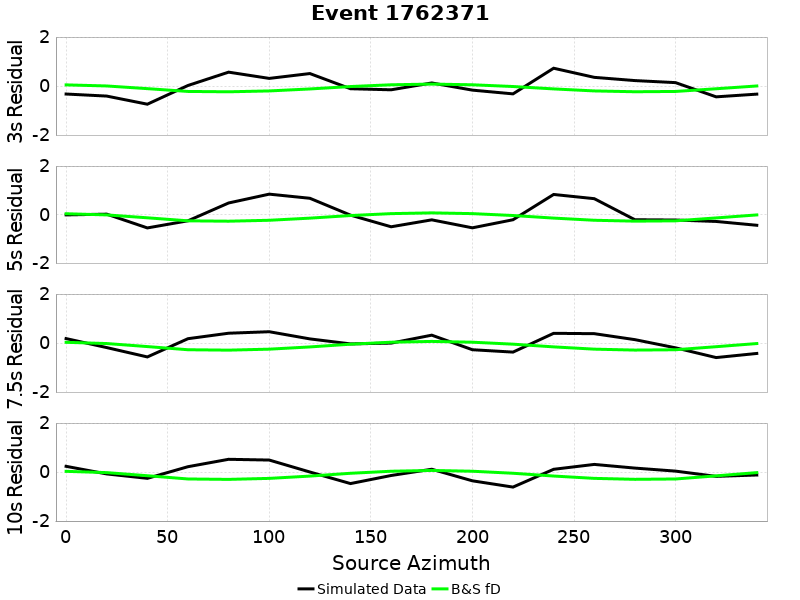 Event 1762371
3s Residual
2
0
-2
5s Residual
2
0
-2
7.5s Residual
2
0
-2
10s Residual
2
0
-2
0 50 100 150 200 250 300
Source Azimuth
Simulated Data B&S fD